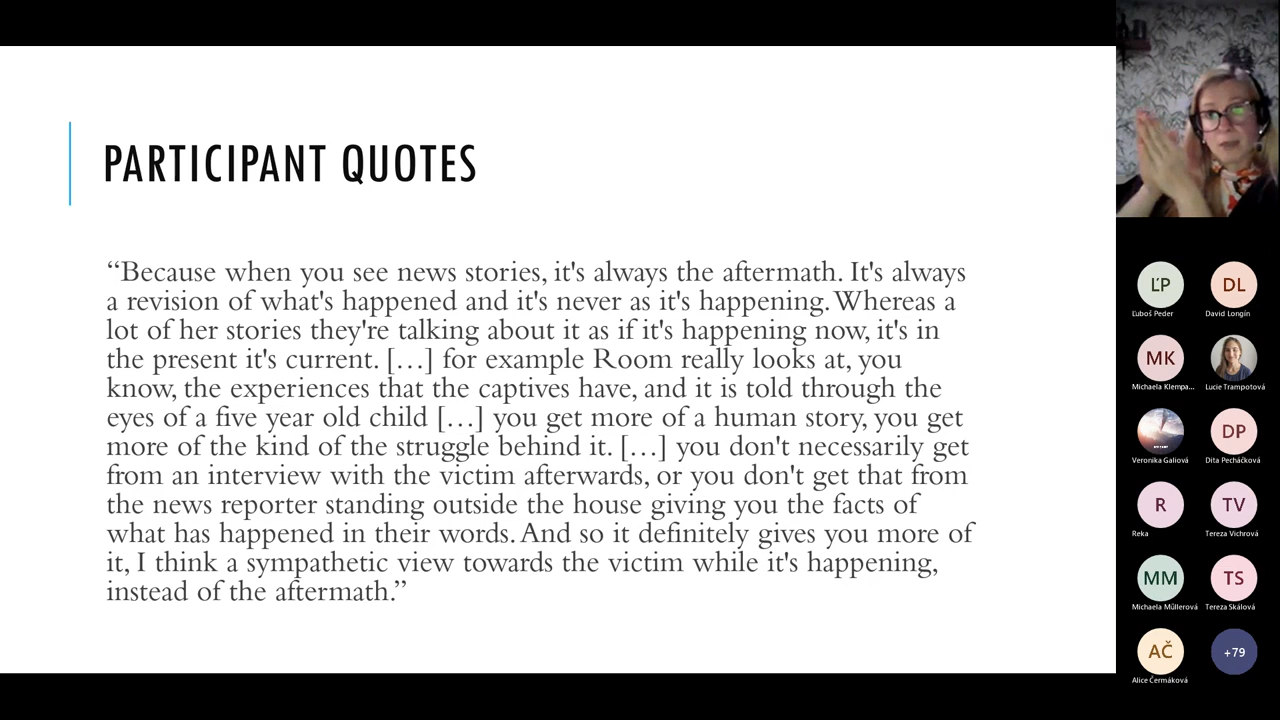 PARTICIPANT QUOTES
“Because when you see news stories, it's always the aftermath. It's always
a revision of what's happened and it's never as it's happening. Whereas a
lot of her stories they're talking about it as if it's happening now, it's in
the present it's current. […] for example Room really looks at, you
know, the experiences that the captives have, and it is told through the
eyes of a five year old child […] you get more of a human story, you get
more of the kind of the struggle behind it. […] you don't necessarily get
from an interview with the victim afterwards, or you don't get that from
the news reporter standing outside the house giving you the facts of
what has happened in their words. And so it definitely gives you more of
it, I think a sympathetic view towards the victim while it's happening,
instead of the aftermath.”
ĽP
DL
Ľuboš Peder
David Longin
MK
Michaela Klempa...
Lucie Trampotová
DP
Veronika Galiová
Dita Pecháčková
R
TV
Reka
Tereza Vichrová
MM
TS
Michaela Müllerová
Tereza Skálová
AČ
+79
Alice Čermáková